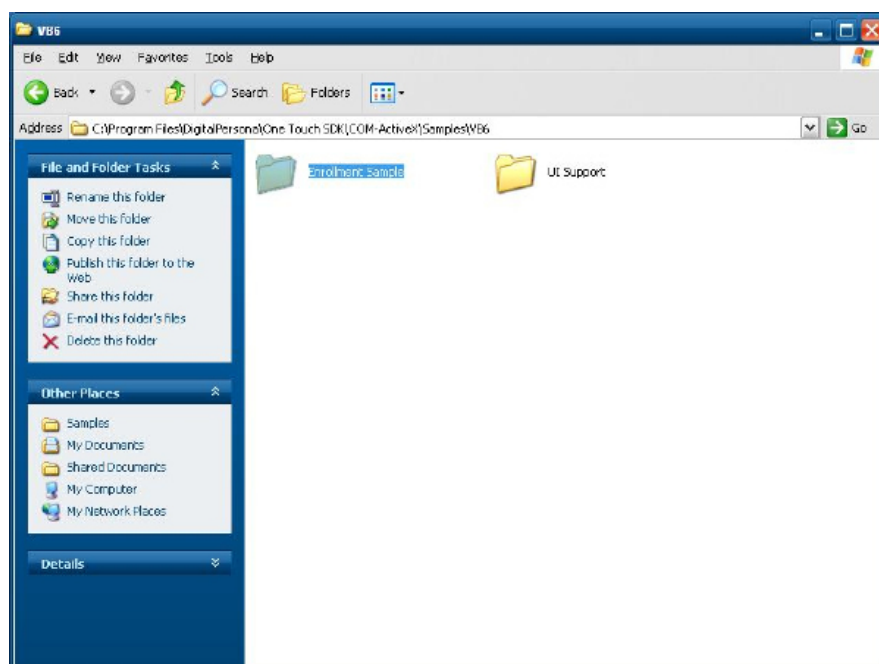 VB6
File Edit View Favorites Tools Help
Back Search Folders
Address C:\Program Files\DigitalPersona\One Touch SDK\COM-ActiveX\Samples\VB6 Go
File and Folder Tasks
Rename this folder
Move this folder
Copy this folder
Publish this folder to the
Web
Share this folder
E-mail this folder's files
Delete this folder
Other Places
Samples
My Documents
Shared Documents
My Computer
My Network Places
Details
Enrollment Sample
UI Support